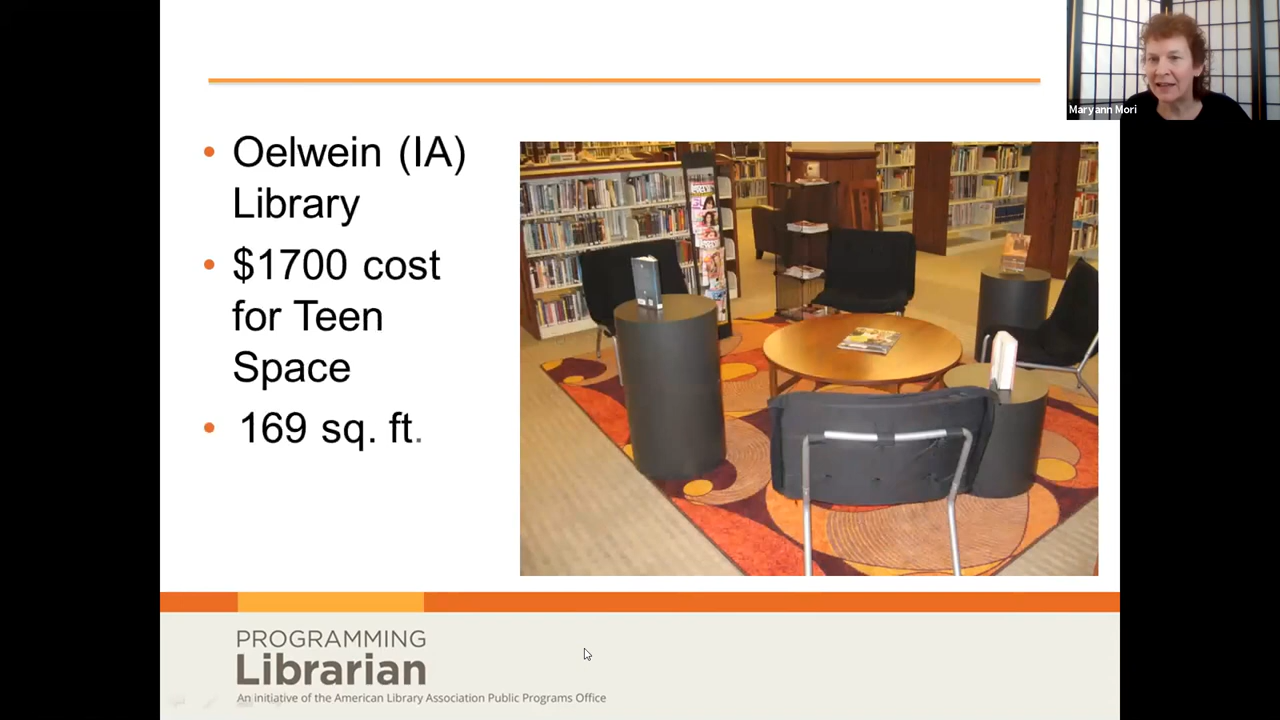 Maryann Mori
• Oelwein (IA)
Library
• $1700 cost
for Teen
Space
• 169 sq. ft.
PROGRAMMING
Librarian
An initiative of the American Library Association Public Programs Office